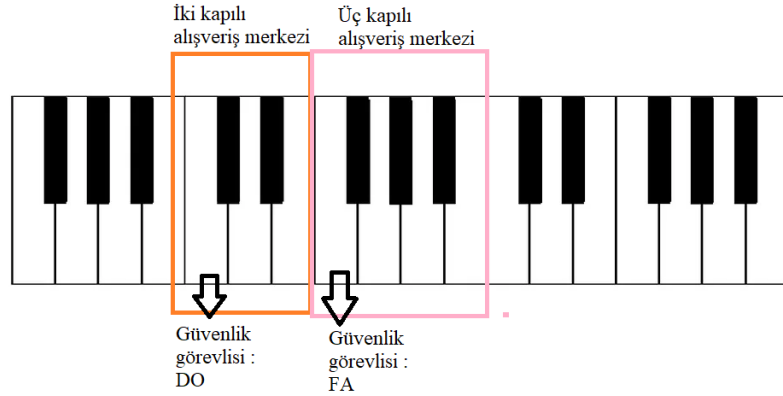 İki kapılı
alışveriş merkezi
Üç kapılı
alışveriş merkezi
Güvenlik
görevlisi :
DO
Güvenlik
görevlisi :
FA